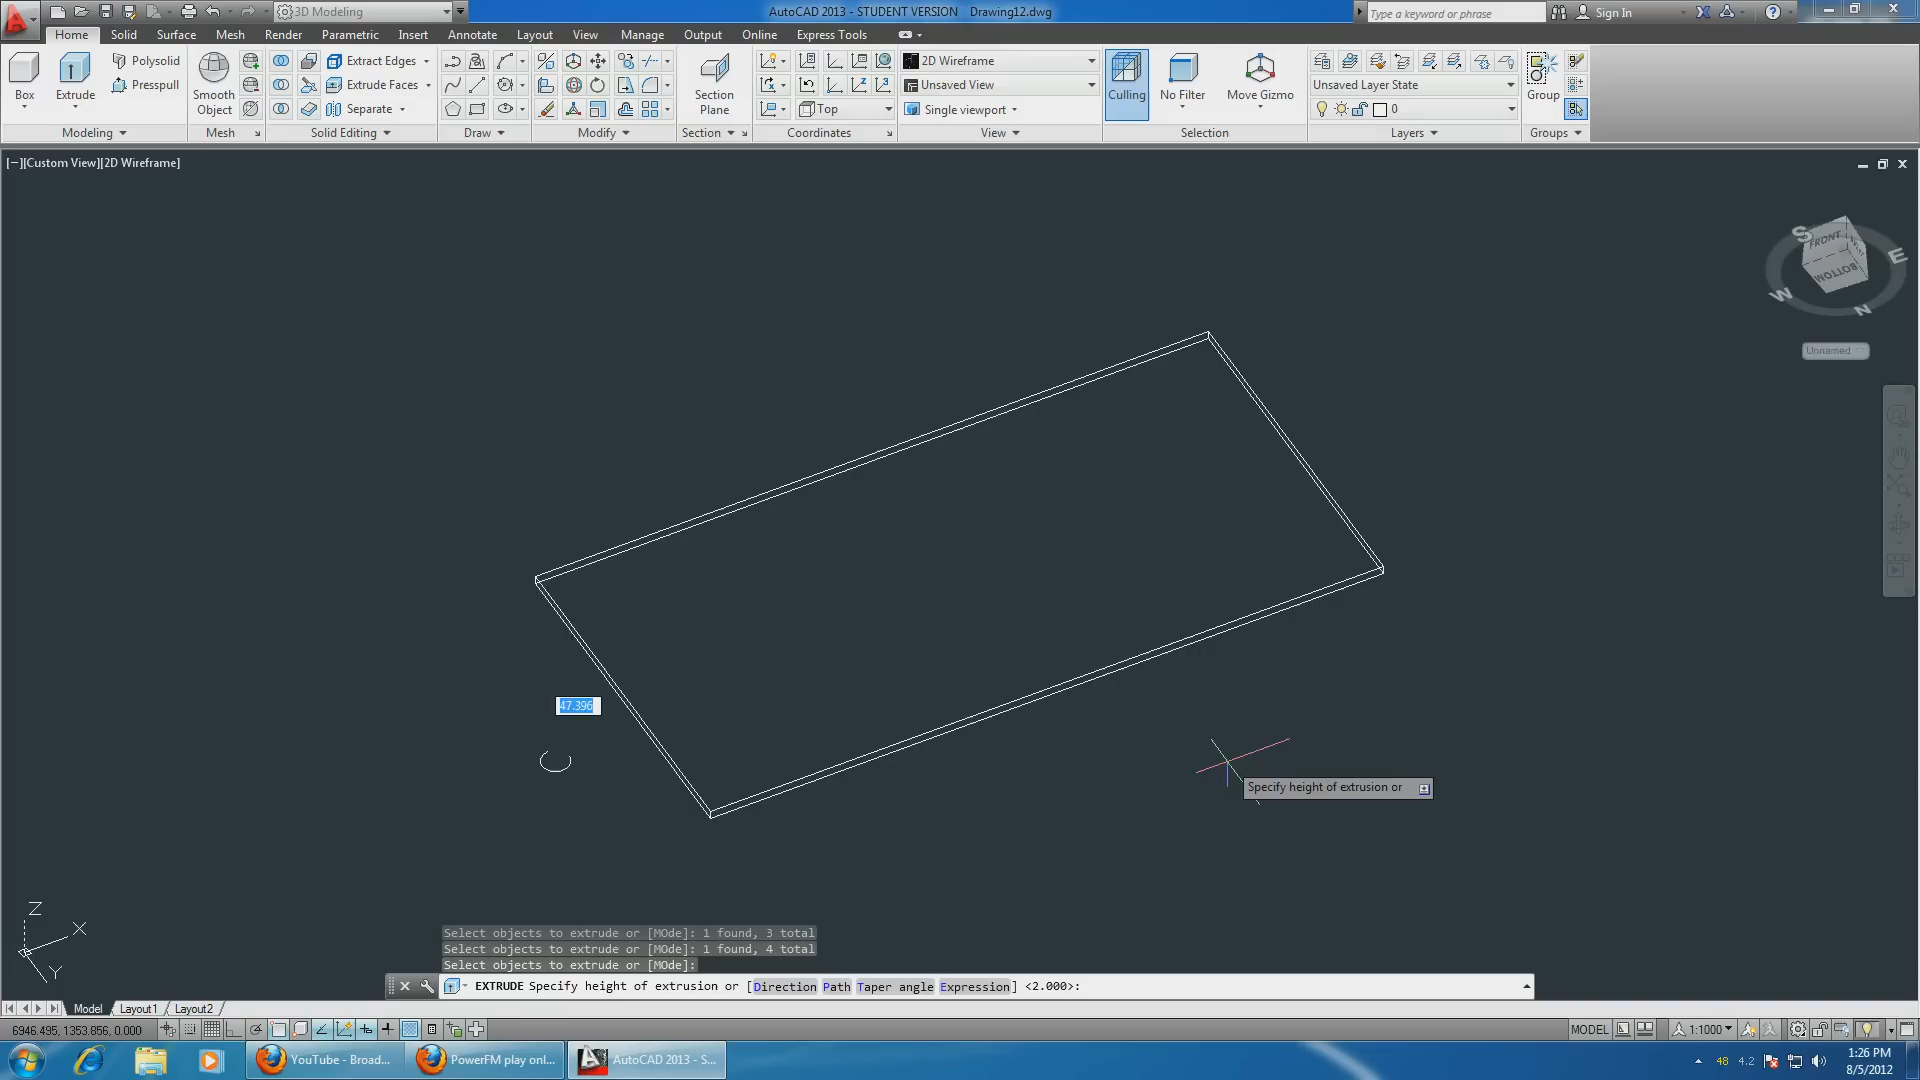 3D Modeling
AutoCAD 2013 - STUDENT VERSION    Drawing12.dwg
Type a keyword or phrase
Sign In
Home Solid Surface Mesh Render Parametric Insert Annotate Layout View Manage Output Online Express Tools
Box
Extrude
Polysolid
Presspull
Modeling
Smooth
Object
Mesh
Extract Edges
Extrude Faces
Separate
Solid Editing
Draw
Modify
Section
Plane
Section
Top
Coordinates
2D Wireframe
Unsaved View
Single viewport
View
Culling
No Filter
Move Gizmo
Selection
Unsaved Layer State
0
Layers
Group
Groups
[−][Custom View][2D Wireframe]
S
E
W
N
FRONT
BOTTOM
Unnamed
47.396
Specify height of extrusion or
Z
X
Y
Select objects to extrude or [MOde]: 1 found, 3 total
Select objects to extrude or [MOde]: 1 found, 4 total
Select objects to extrude or [MOde]:
EXTRUDE Specify height of extrusion or [Direction Path Taper angle Expression] <2.000>:
Model Layout1 Layout2
6946.495, 1353.856, 0.000
MODEL
1:1000
YouTube - Broad...
PowerFM play onl...
AutoCAD 2013 - S...
48 4.2
1:26 PM
8/5/2012